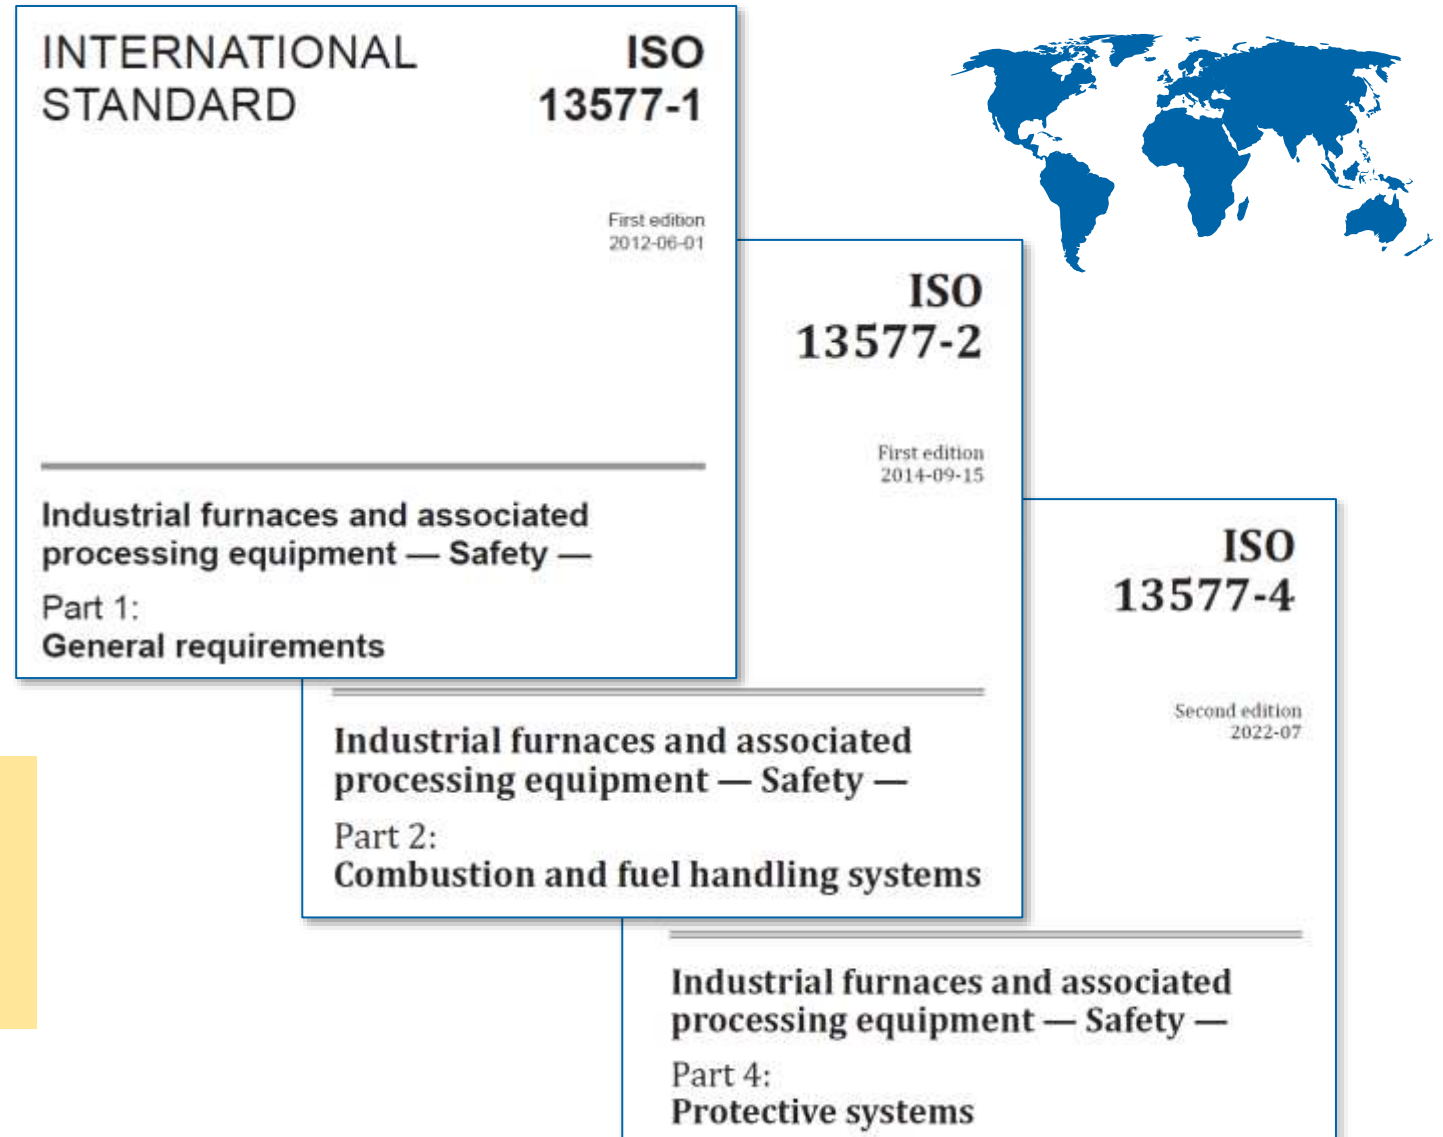 INTERNATIONAL
STANDARD
ISO
13577-1
First edition
2012-06-01
Industrial furnaces and associated
processing equipment — Safety —
Part 1:
General requirements
ISO
13577-2
First edition
2014-09-15
Industrial furnaces and associated
processing equipment — Safety —
Part 2:
Combustion and fuel handling systems
ISO
13577-4
Second edition
2022-07
Industrial furnaces and associated
processing equipment — Safety —
Part 4:
Protective systems